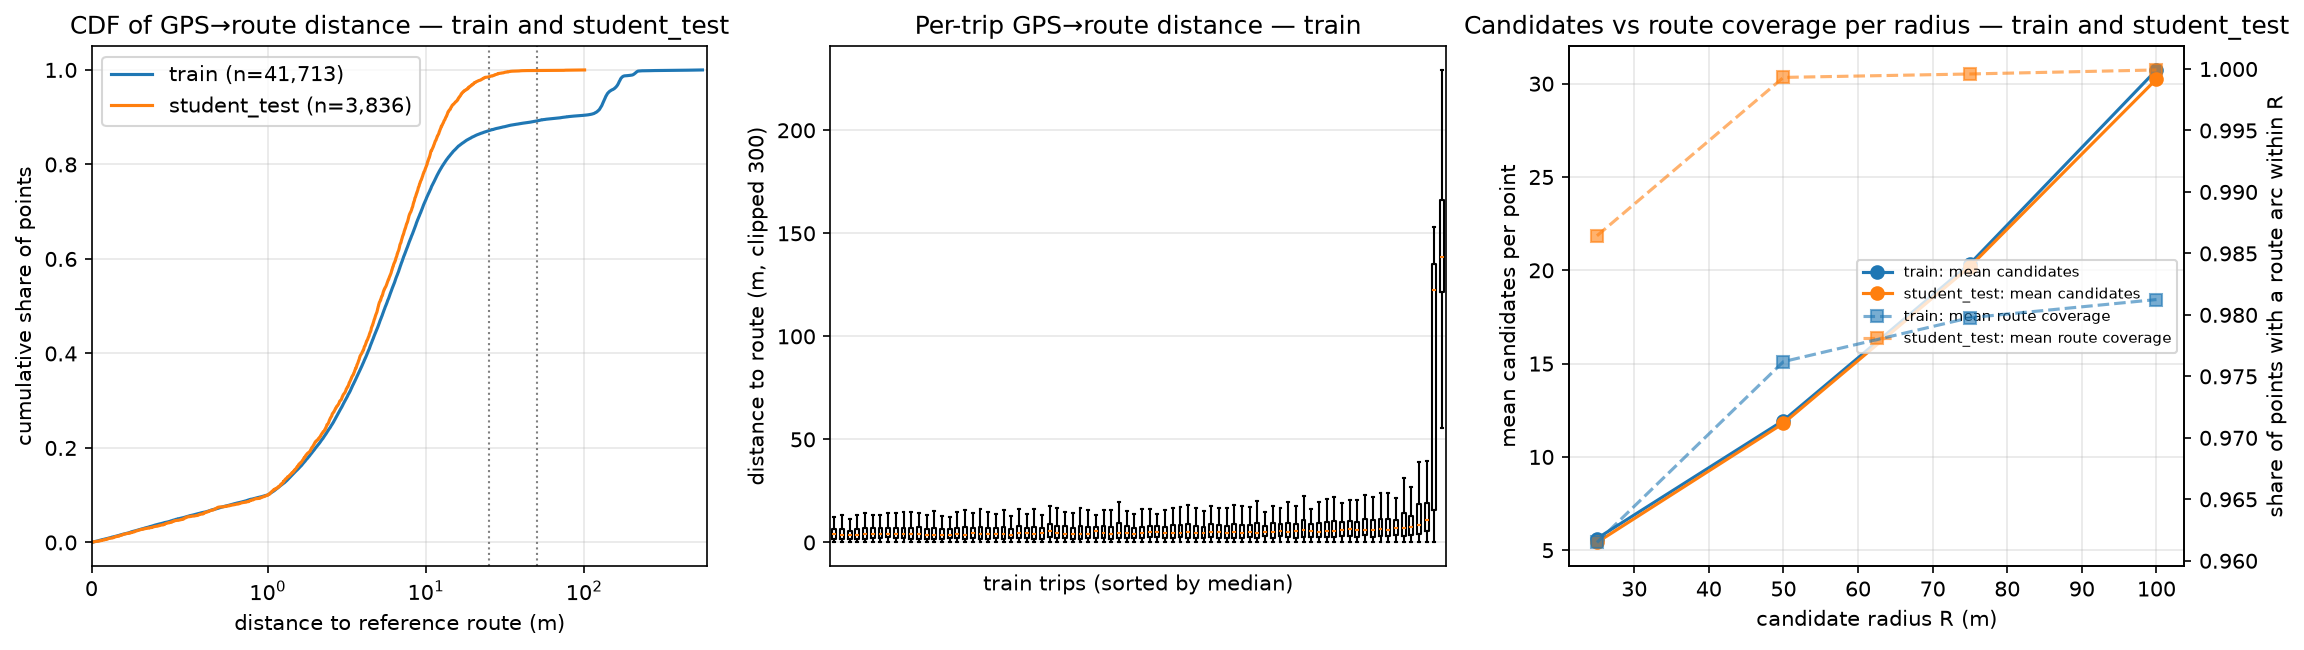 CDF of GPS→route distance — train and student_test
train (n=41,713)
student_test (n=3,836)
cumulative share of points
1.0
0.8
0.6
0.4
0.2
0.0
0
10⁰
10¹
10²
distance to reference route (m)
Per-trip GPS→route distance — train
distance to route (m, clipped 300)
200
150
100
50
0
train trips (sorted by median)
Candidates vs route coverage per radius — train and student_test
mean candidates per point
30
25
20
15
10
5
train: mean candidates
student_test: mean candidates
train: mean route coverage
student_test: mean route coverage
1.000
0.995
0.990
0.985
0.980
0.975
0.970
0.965
0.960
share of points with a route arc within R
30
40
50
60
70
80
90
100
candidate radius R (m)